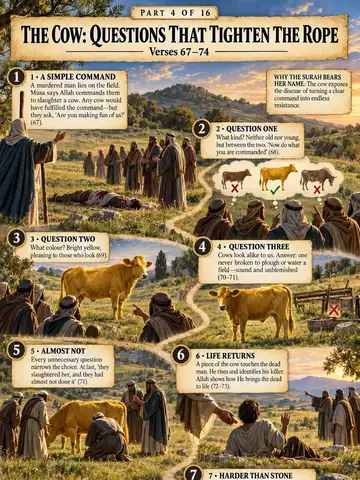 PART 4 OF 16
THE COW: QUESTIONS THAT TIGHTEN THE ROPE
Verses 67–74
1
1 • A SIMPLE COMMAND
A murdered man lies on the field.
Musa says Allah commands them
to slaughter a cow. Any cow would
have fulfilled the command—but
they ask, ‘Are you making fun of us?’
(67).
WHY THE SURAH BEARS
HER NAME: The cow exposes
the disease of turning a clear
command into endless
resistance.
2
2 • QUESTION ONE
What kind? Neither old nor young,
but between the two. ‘Now do what
you are commanded’ (68).
3
3 • QUESTION TWO
What colour? Bright yellow,
pleasing to those who look (69).
4
4 • QUESTION THREE
Cows look alike to us. Answer: one
never broken to plough or water a
field—sound and unblemished
(70–71).
5
5 • ALMOST NOT
Every unnecessary question
narrows the choice. At last, ‘they
slaughtered her, and they had
almost not done it’ (71).
6
6 • LIFE RETURNS
A piece of the cow touches the dead
man. He rises and identifies his killer.
Allah shows how He brings the dead
to life (72–73).
7
7 • HARDER THAN STONE